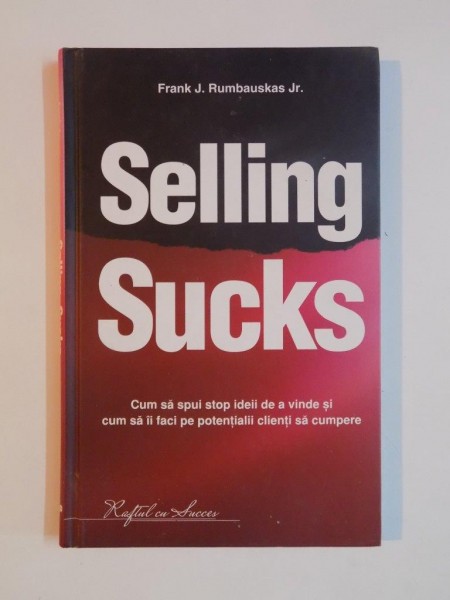 Frank J. Rumbauskas Jr.
Selling
Sucks
Cum să spui stop ideii de a vinde și
cum să îi faci pe potențialii clienți să cumpere
Raftul cu Succes